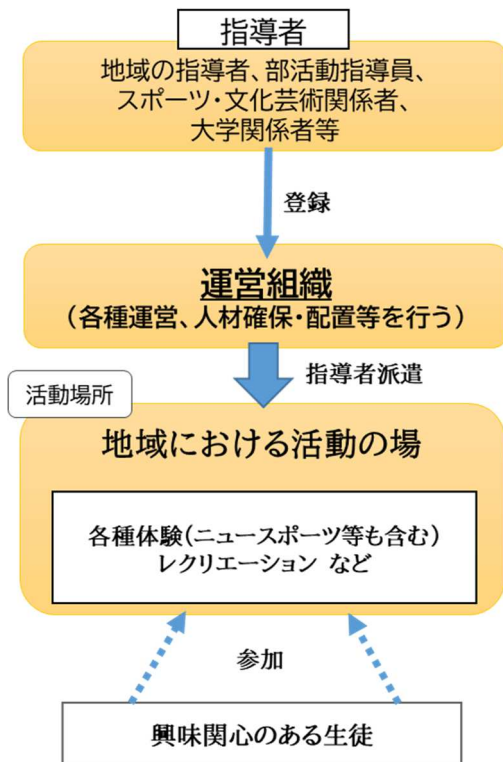 指導者
地域の指導者、部活動指導員、
スポーツ・文化芸術関係者、
大学関係者等
登録
運営組織
(各種運営、人材確保・配置等を行う)
指導者派遣
活動場所
地域における活動の場
各種体験(ニュースポーツ等も含む)
レクリエーション など
参加
興味関心のある生徒